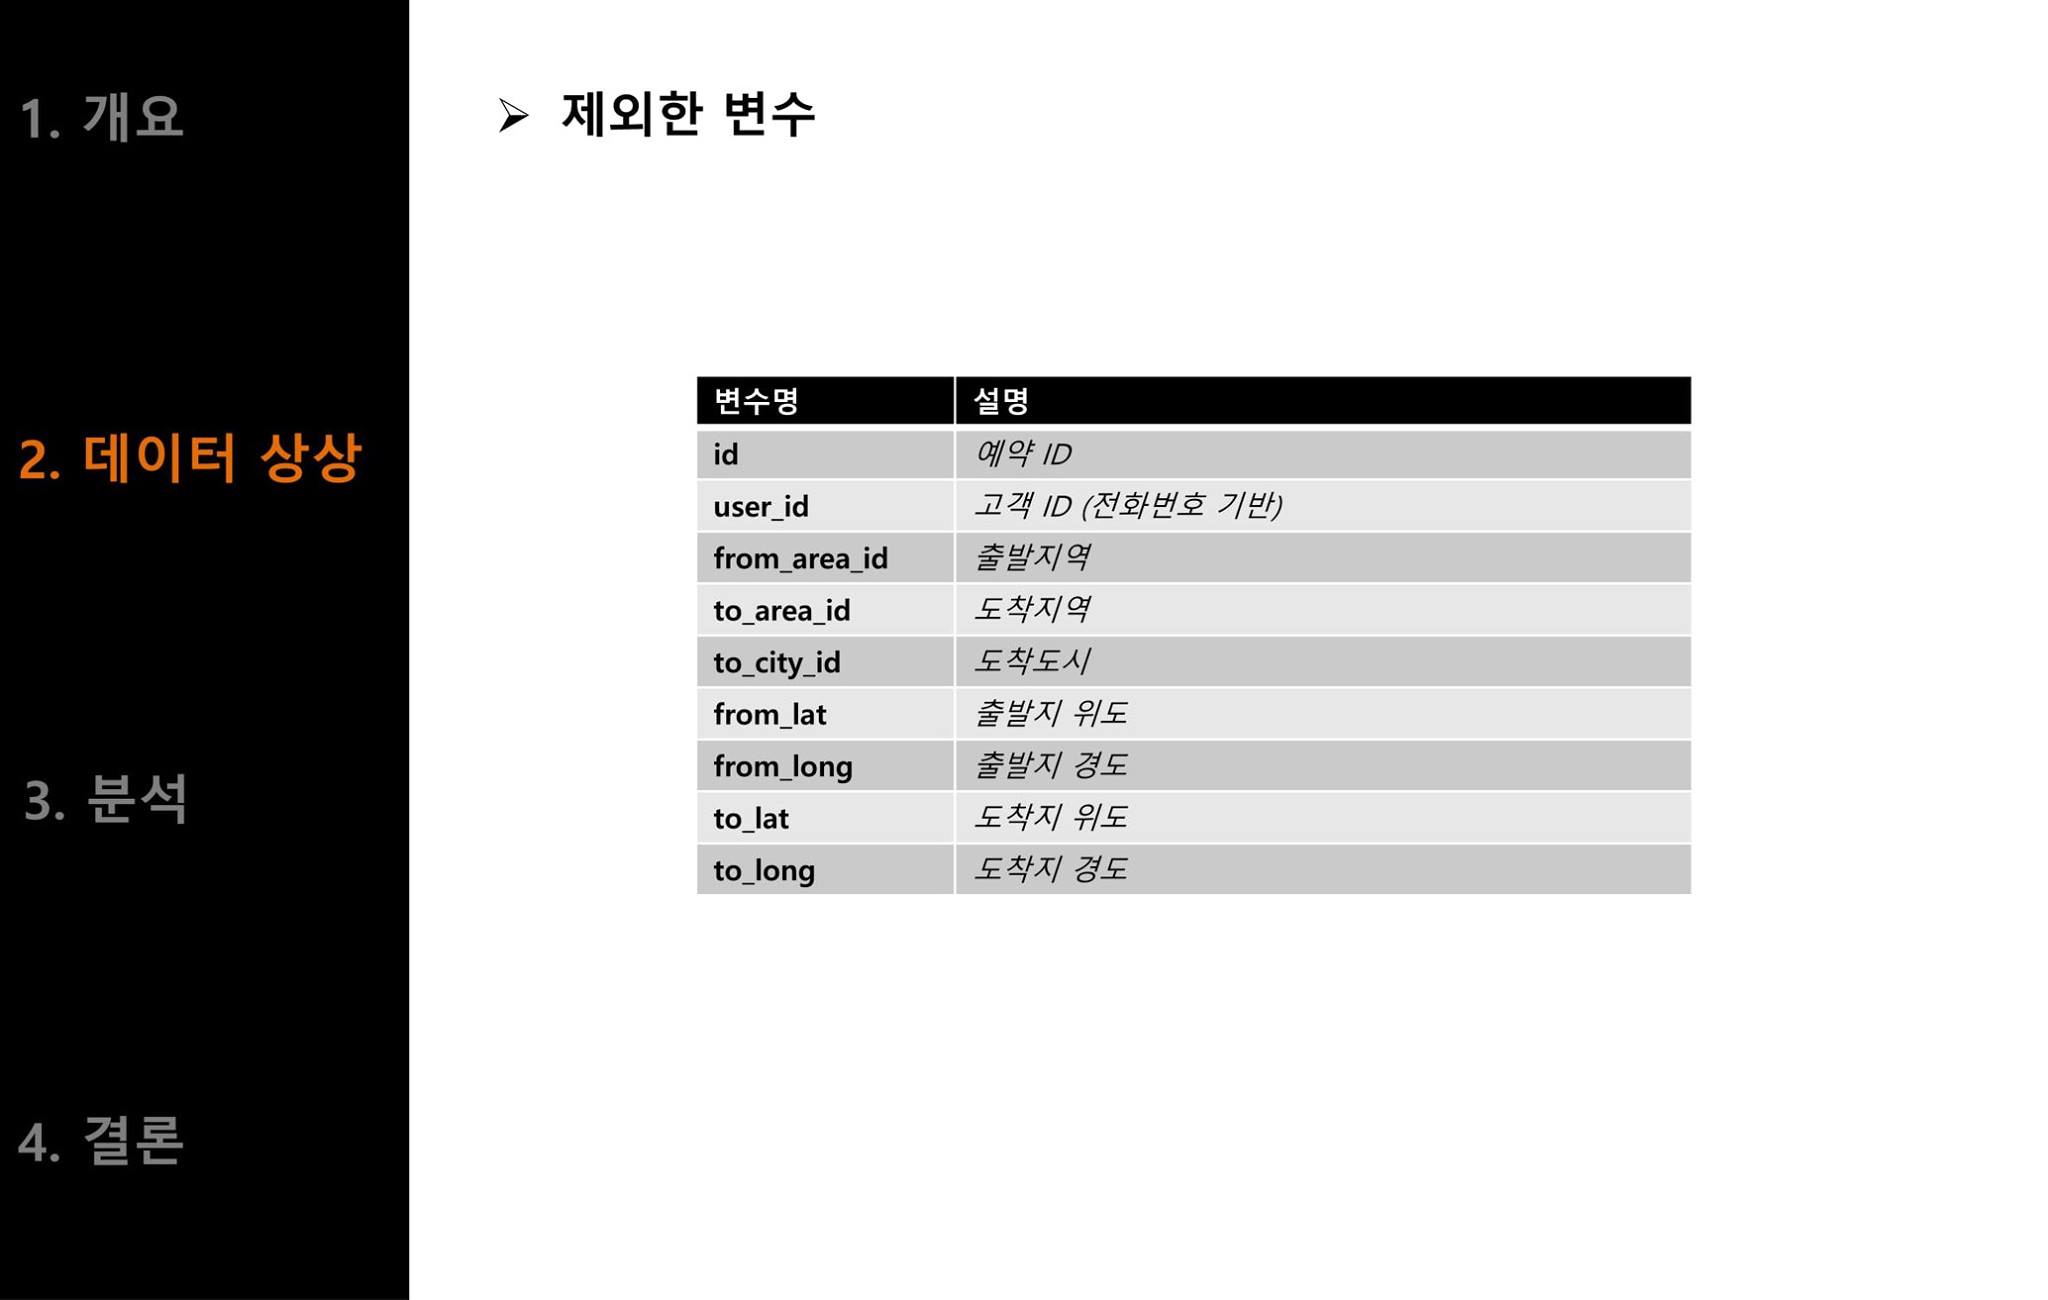 1. 개요
2. 데이터 상상
3. 분석
4. 결론
➢ 제외한 변수
변수명 설명
id 예약 ID
user_id 고객 ID (전화번호 기반)
from_area_id 출발지역
to_area_id 도착지역
to_city_id 도착도시
from_lat 출발지 위도
from_long 출발지 경도
to_lat 도착지 위도
to_long 도착지 경도